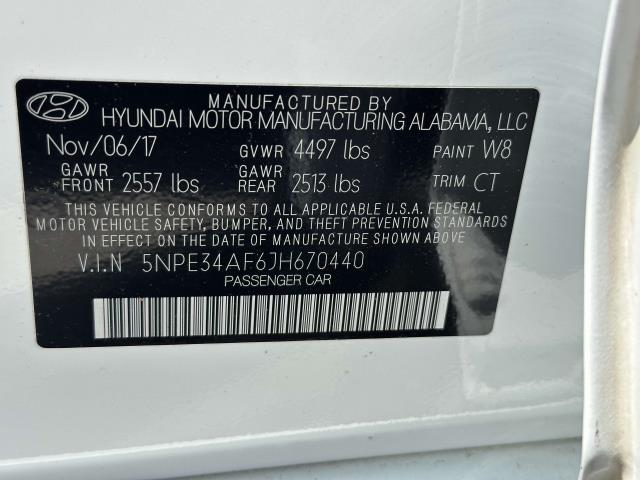 MANUFACTURED BY
HYUNDAI MOTOR MANUFACTURING ALABAMA, LLC
Nov/06/17 GVWR 4497 lbs PAINT W8
GAWR FRONT 2557 lbs GAWR REAR 2513 lbs TRIM CT
THIS VEHICLE CONFORMS TO ALL APPLICABLE U.S.A. FEDERAL
MOTOR VEHICLE SAFETY, BUMPER, AND THEFT PREVENTION STANDARDS
IN EFFECT ON THE DATE OF MANUFACTURE SHOWN ABOVE.
V.I.N 5NPE34AF6JH670440
PASSENGER CAR